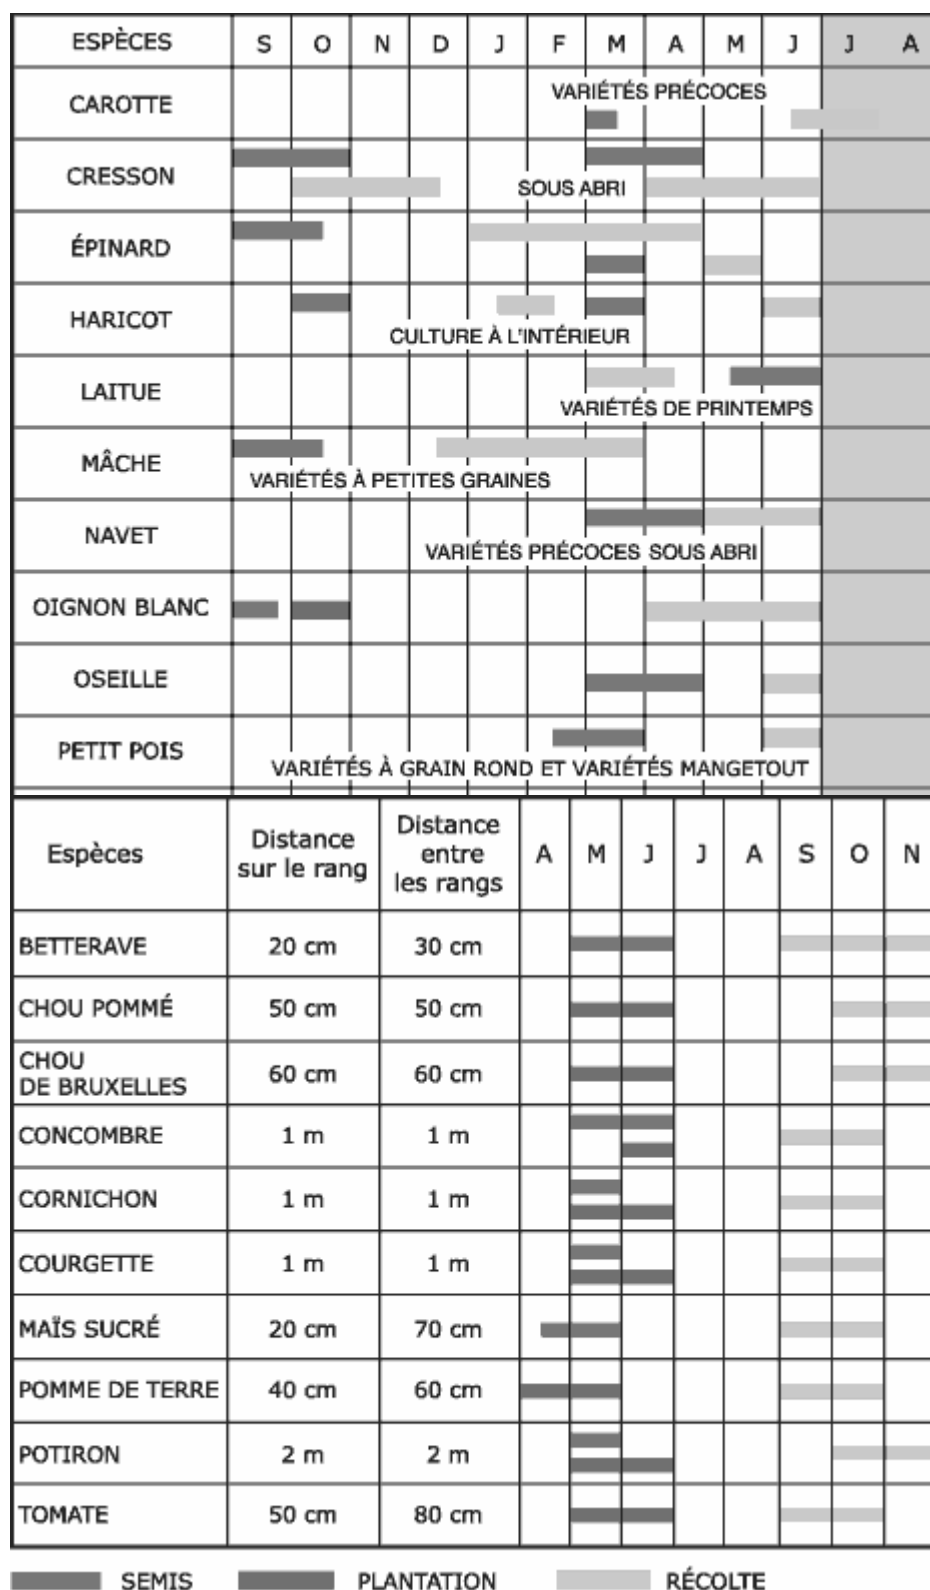 ESPÈCES S O N D J F M A M J J A
CAROTTE
VARIÉTÉS PRÉCOCES
CRESSON
SOUS ABRI
ÉPINARD
HARICOT
CULTURE À L'INTÉRIEUR
LAITUE
VARIÉTÉS DE PRINTEMPS
MÂCHE
VARIÉTÉS À PETITES GRAINES
NAVET
VARIÉTÉS PRÉCOCES SOUS ABRI
OIGNON BLANC
OSEILLE
PETIT POIS
VARIÉTÉS À GRAIN ROND ET VARIÉTÉS MANGETOUT
Espèces
Distance
sur le rang
Distance
entre
les rangs
A M J J A S O N
BETTERAVE 20 cm 30 cm
CHOU POMMÉ 50 cm 50 cm
CHOU
DE BRUXELLES 60 cm 60 cm
CONCOMBRE 1 m 1 m
CORNICHON 1 m 1 m
COURGETTE 1 m 1 m
MAÏS SUCRÉ 20 cm 70 cm
POMME DE TERRE 40 cm 60 cm
POTIRON 2 m 2 m
TOMATE 50 cm 80 cm
SEMIS PLANTATION RÉCOLTE